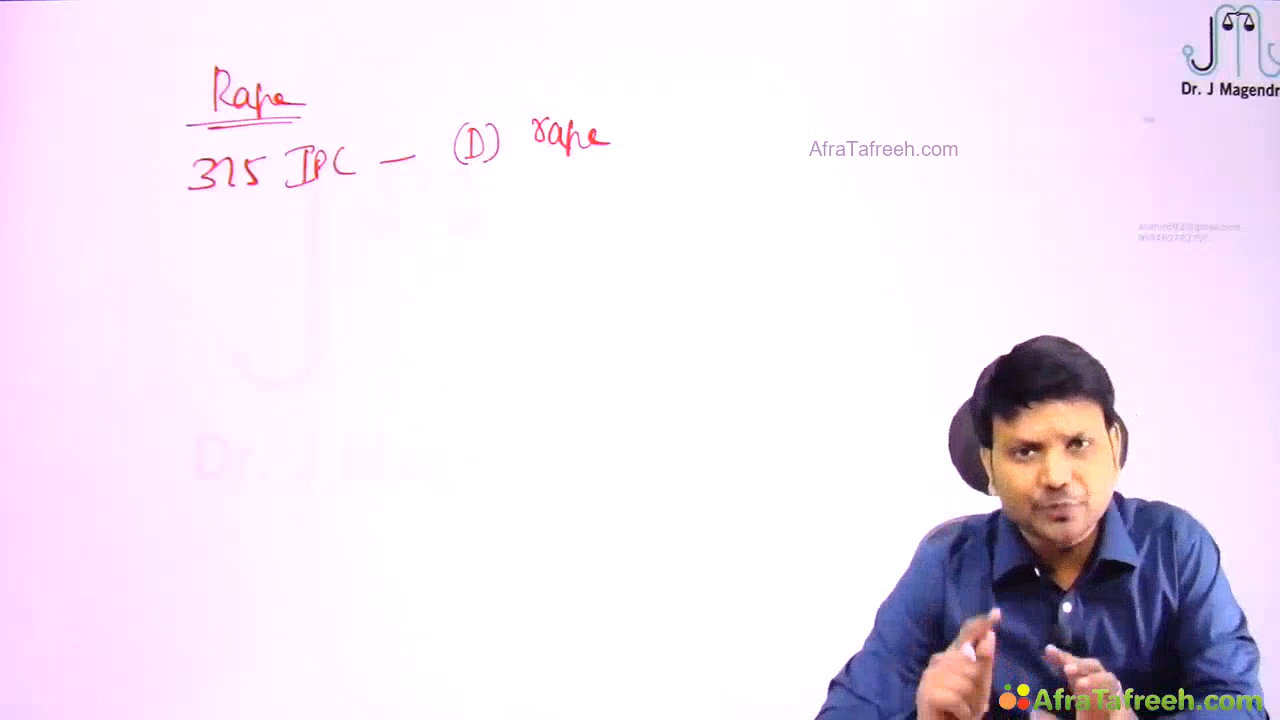 Rape
375 IPC - (D) rape
AfraTafreeh.com
Dr. J Magendr
AfraTafreeh.com